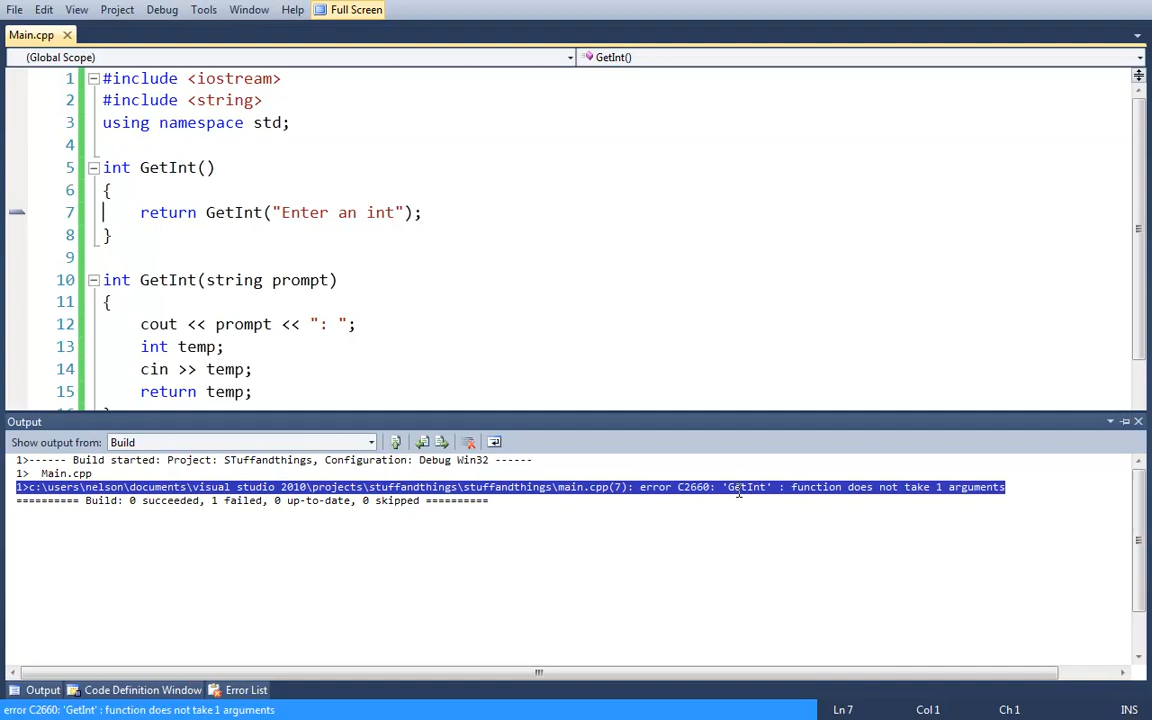 File Edit View Project Debug Tools Window Help Full Screen
Main.cpp
(Global Scope) GetInt()
1 #include <iostream>
2 #include <string>
3 using namespace std;
4
5 int GetInt()
6 {
7 return GetInt("Enter an int");
8 }
9
10 int GetInt(string prompt)
11 {
12 cout << prompt << ": ";
13 int temp;
14 cin >> temp;
15 return temp;
Output
Show output from: Build
1>------ Build started: Project: STuffandthings, Configuration: Debug Win32 ------
1> Main.cpp
1>c:\users\nelson\documents\visual studio 2010\projects\stuffandthings\stuffandthings\main.cpp(7): error C2660: 'GetInt' : function does not take 1 arguments
========== Build: 0 succeeded, 1 failed, 0 up-to-date, 0 skipped ==========
Output Code Definition Window Error List
error C2660: 'GetInt' : function does not take 1 arguments Ln 7 Col 1 Ch 1 INS